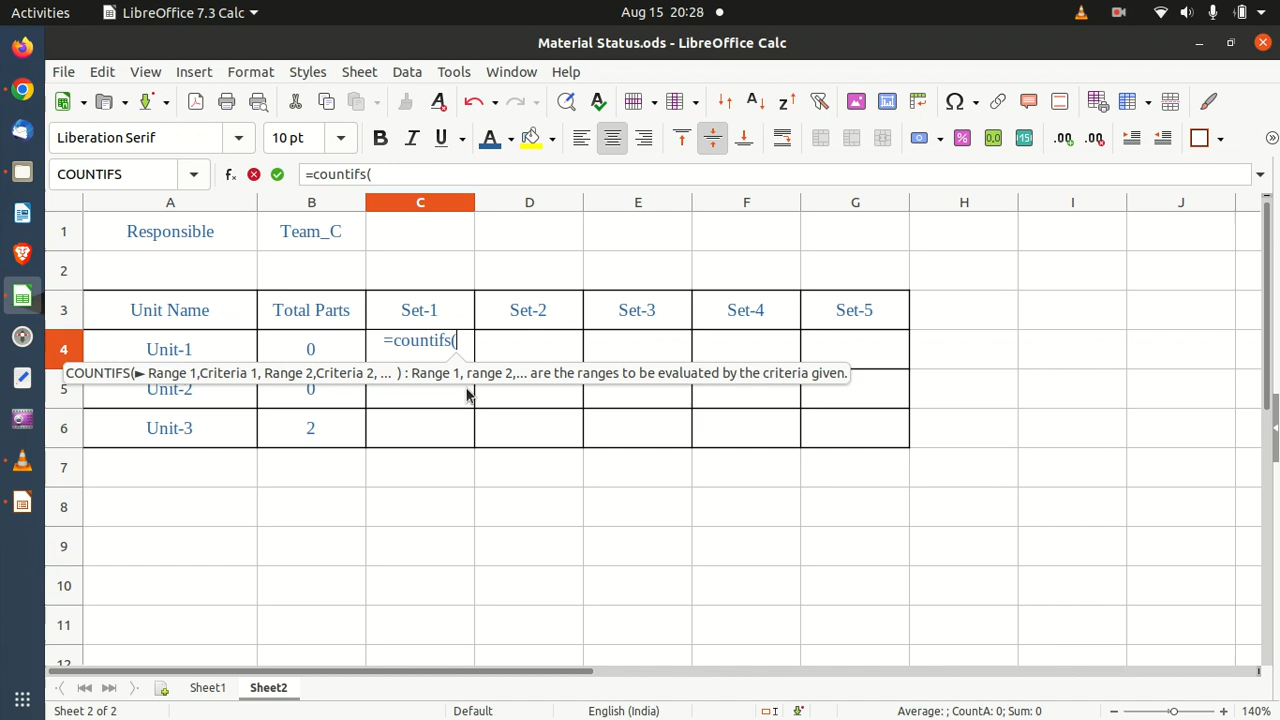 Activities LibreOffice 7.3 Calc Aug 15 20:28
Material Status.ods - LibreOffice Calc
File Edit View Insert Format Styles Sheet Data Tools Window Help
Liberation Serif 10 pt
COUNTIFS =countifs(
A B C D E F G H I J
1 Responsible Team_C
2
3 Unit Name Total Parts Set-1 Set-2 Set-3 Set-4 Set-5
4 Unit-1 0 =countifs(
COUNTIFS(► Range 1,Criteria 1, Range 2,Criteria 2, ... ) : Range 1, range 2,... are the ranges to be evaluated by the criteria given.
5 Unit-2 0
6 Unit-3 2
7
8
9
10
11
12
Sheet1 Sheet2
Sheet 2 of 2 Default English (India) Average: ; CountA: 0; Sum: 0 140%